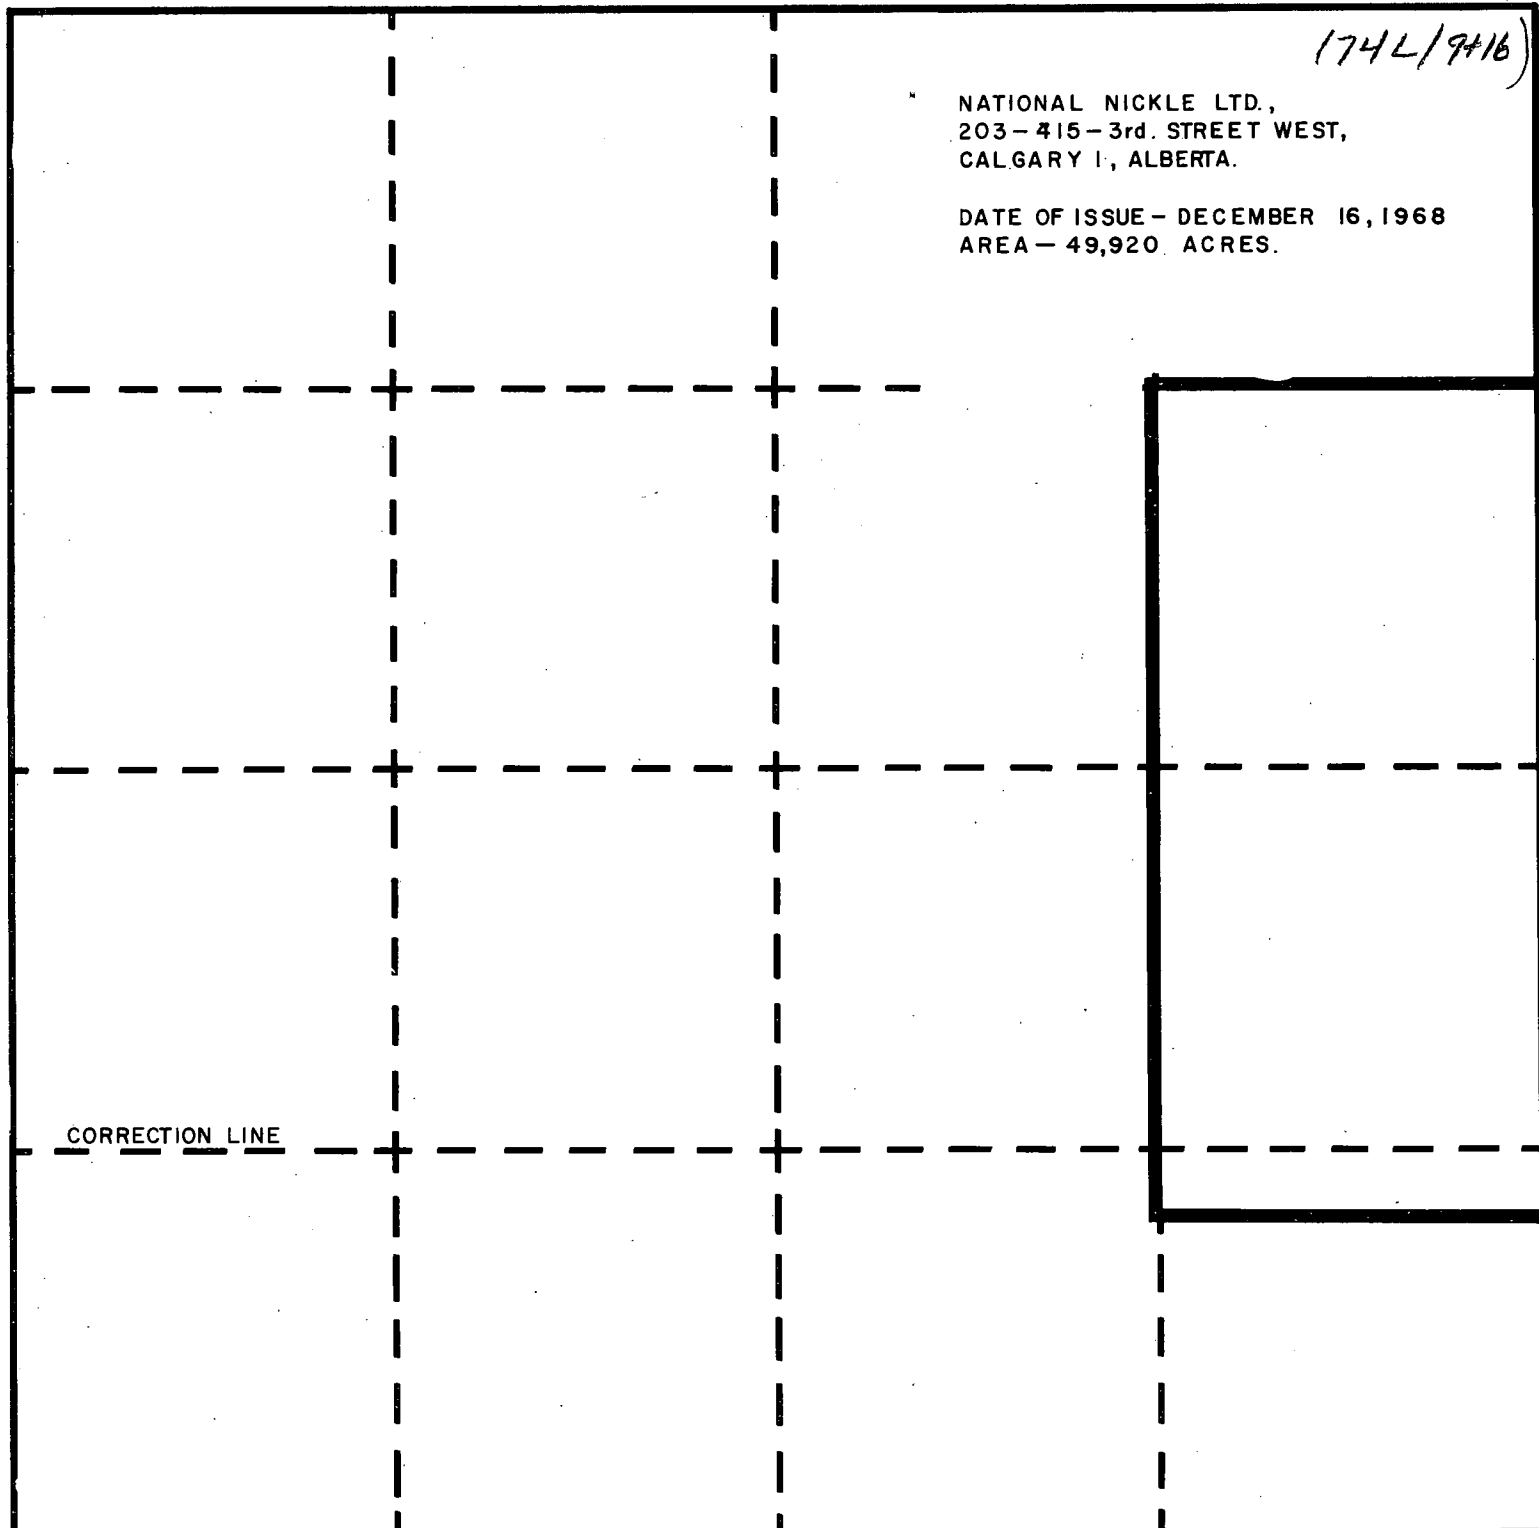 (74L/9+16)
NATIONAL NICKLE LTD.,
203-415-3rd. STREET WEST,
CALGARY 1, ALBERTA.
DATE OF ISSUE - DECEMBER 16, 1968
AREA - 49,920 ACRES.
CORRECTION LINE